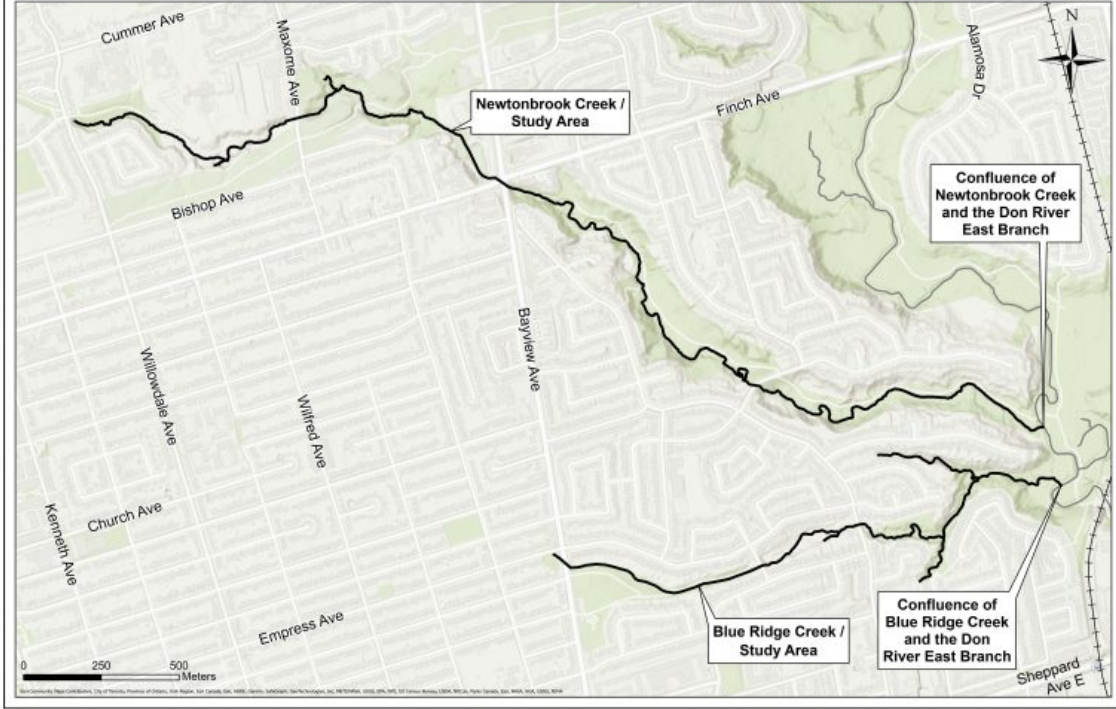 Cummer Ave
Maxome Ave
Alamosa Dr
N
Newtonbrook Creek /
Study Area
Finch Ave
Confluence of
Newtonbrook Creek
and the Don River
East Branch
Bishop Ave
Bayview Ave
Willowdale Ave
Wilfred Ave
Church Ave
Kenneth Ave
Empress Ave
Blue Ridge Creek /
Study Area
Confluence of
Blue Ridge Creek
and the Don
River East Branch
Sheppard
Ave E
0 250 500
Meters